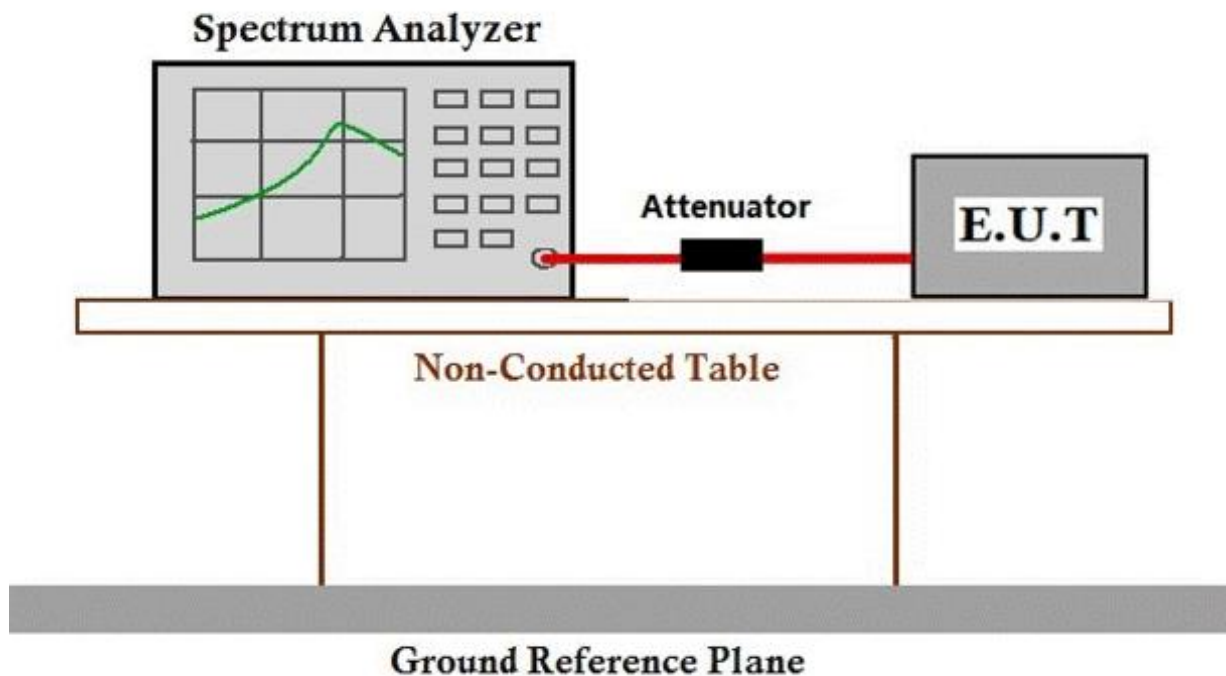 Spectrum Analyzer
Attenuator
E.U.T
Non-Conducted Table
Ground Reference Plane